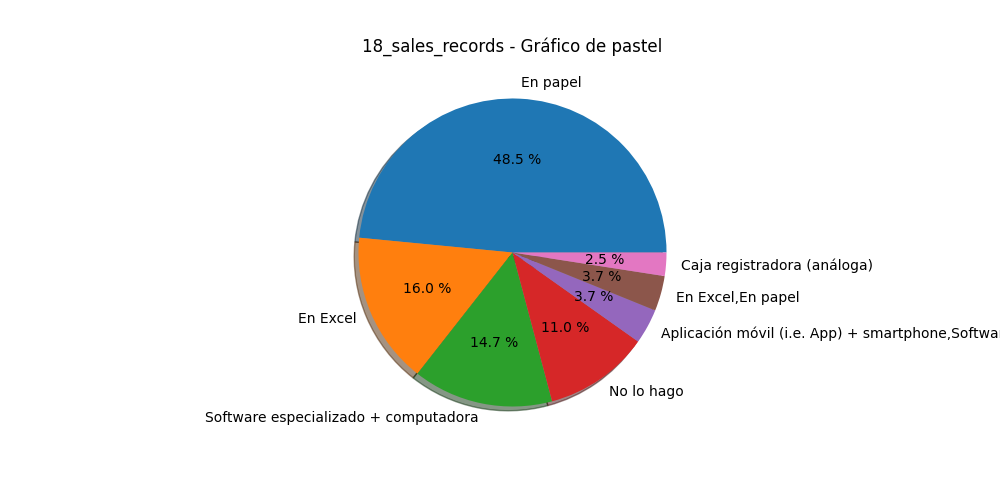 18_sales_records - Gráfico de pastel
En papel
48.5 %
2.5 %
Caja registradora (análoga)
3.7 %
En Excel,En papel
3.7 %
Aplicación móvil (i.e. App) + smartphone,Softwar
16.0 %
En Excel
11.0 %
14.7 %
No lo hago
Software especializado + computadora